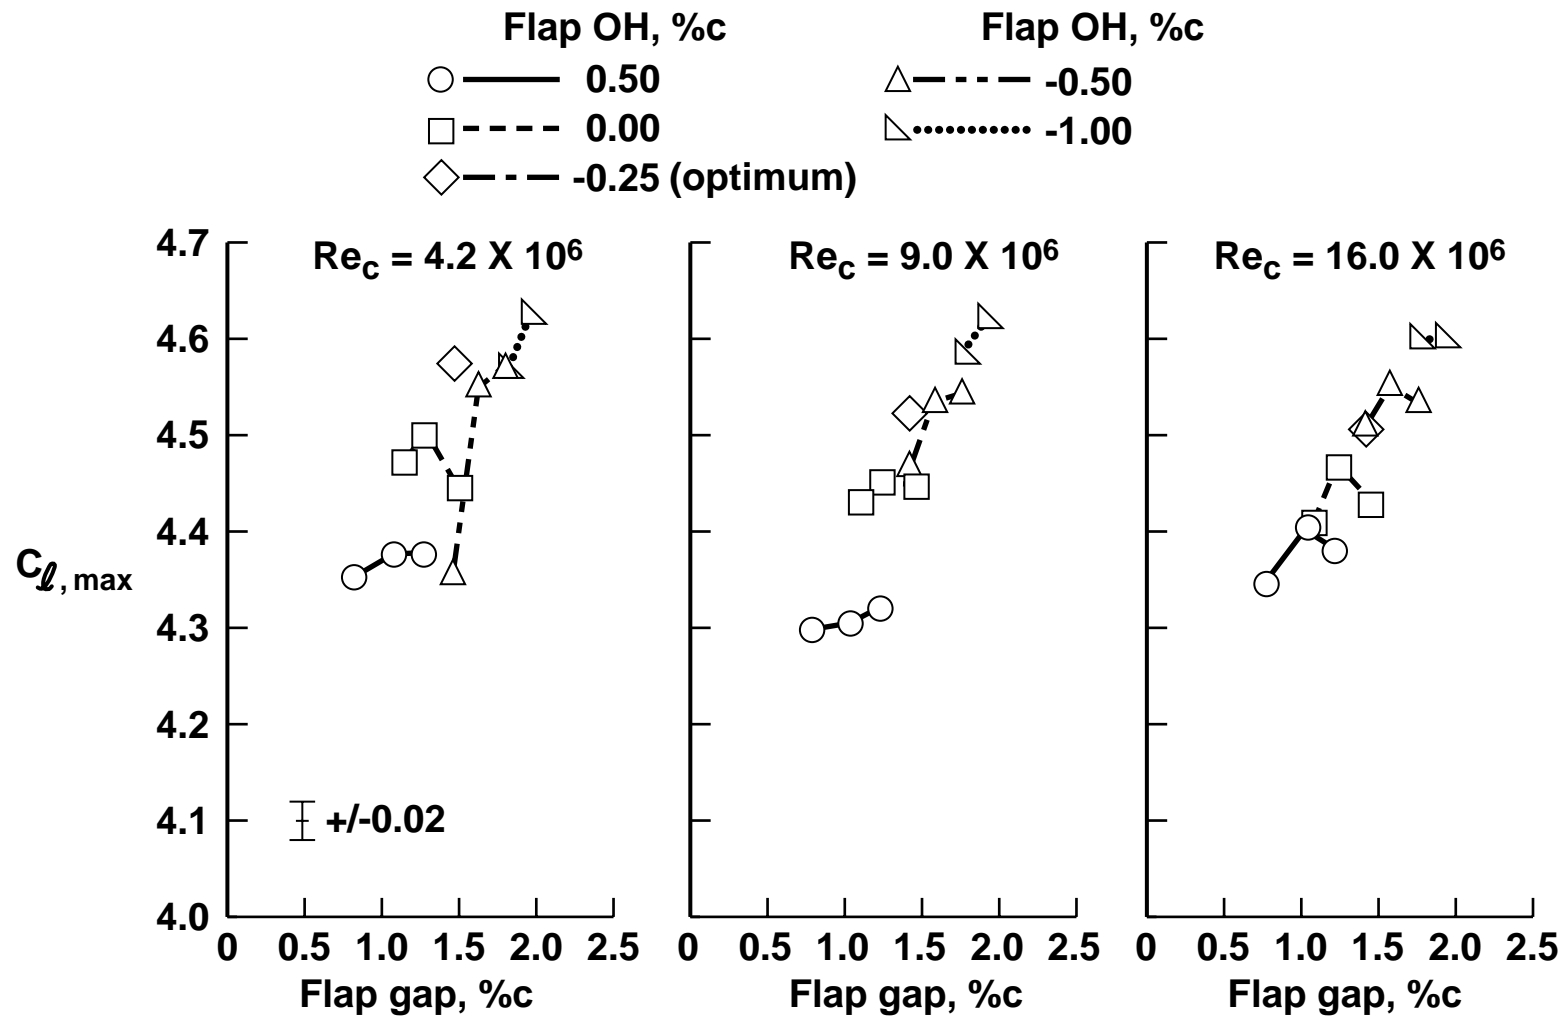 Flap OH, %c Flap OH, %c
0.50 -0.50
0.00 -1.00
-0.25 (optimum)
4.7 Re_c = 4.2 X 10^6 Re_c = 9.0 X 10^6 Re_c = 16.0 X 10^6
4.6
4.5
4.4
Cℓ, max
4.3
4.2
4.1 +/-0.02
4.0
0 0.5 1.0 1.5 2.0 2.5 0 0.5 1.0 1.5 2.0 2.5 0 0.5 1.0 1.5 2.0 2.5
Flap gap, %c Flap gap, %c Flap gap, %c